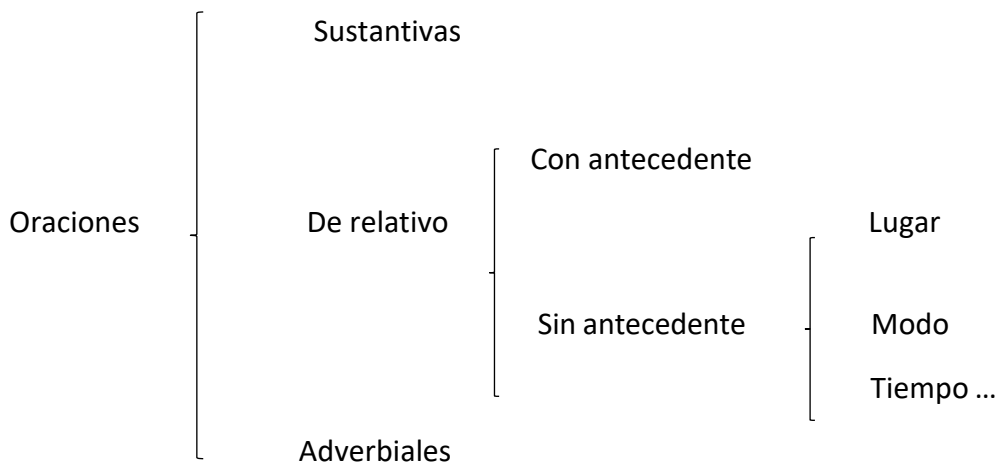 Sustantivas
Con antecedente
Oraciones
De relativo
Lugar
Sin antecedente
Modo
Tiempo ...
Adverbiales